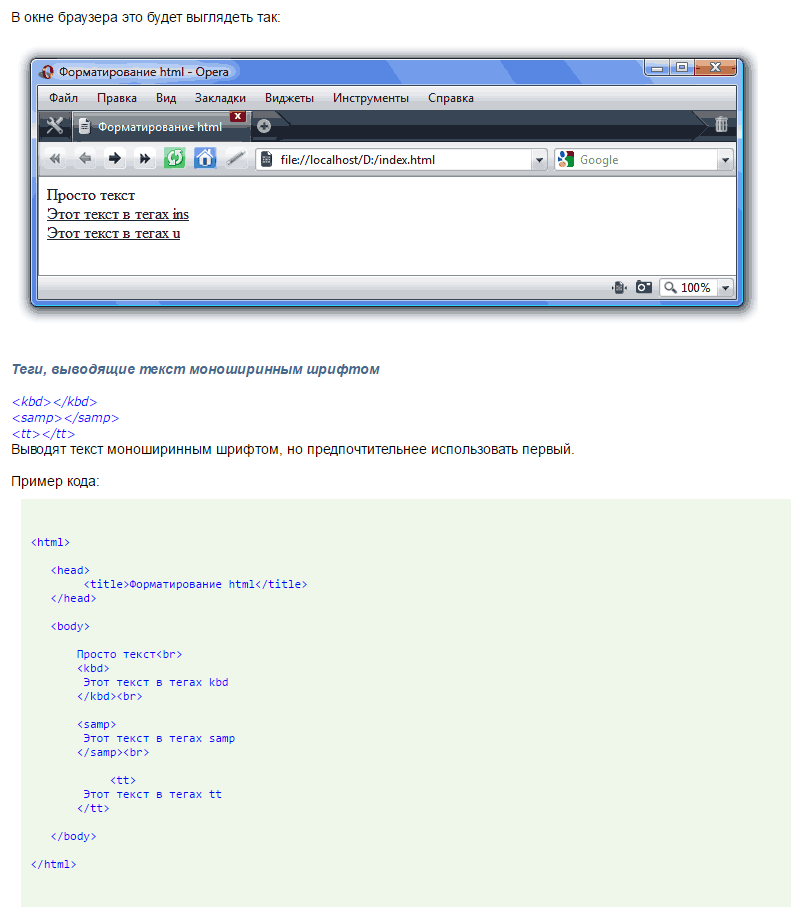 В окне браузера это будет выглядеть так:
Форматирование html - Opera
Файл Правка Вид Закладки Виджеты Инструменты Справка
Форматирование html
file://localhost/D:/index.html Google
Просто текст
Этот текст в тегах ins
Этот текст в тегах u
100%
Теги, выводящие текст моноширинным шрифтом
<kbd></kbd>
<samp></samp>
<tt></tt>
Выводят текст моноширинным шрифтом, но предпочтительнее использовать первый.
Пример кода:
<html>
<head>
<title>Форматирование html</title>
</head>
<body>
Просто текст<br>
<kbd>
Этот текст в тегах kbd
</kbd><br>
<samp>
Этот текст в тегах samp
</samp><br>
<tt>
Этот текст в тегах tt
</tt>
</body>
</html>